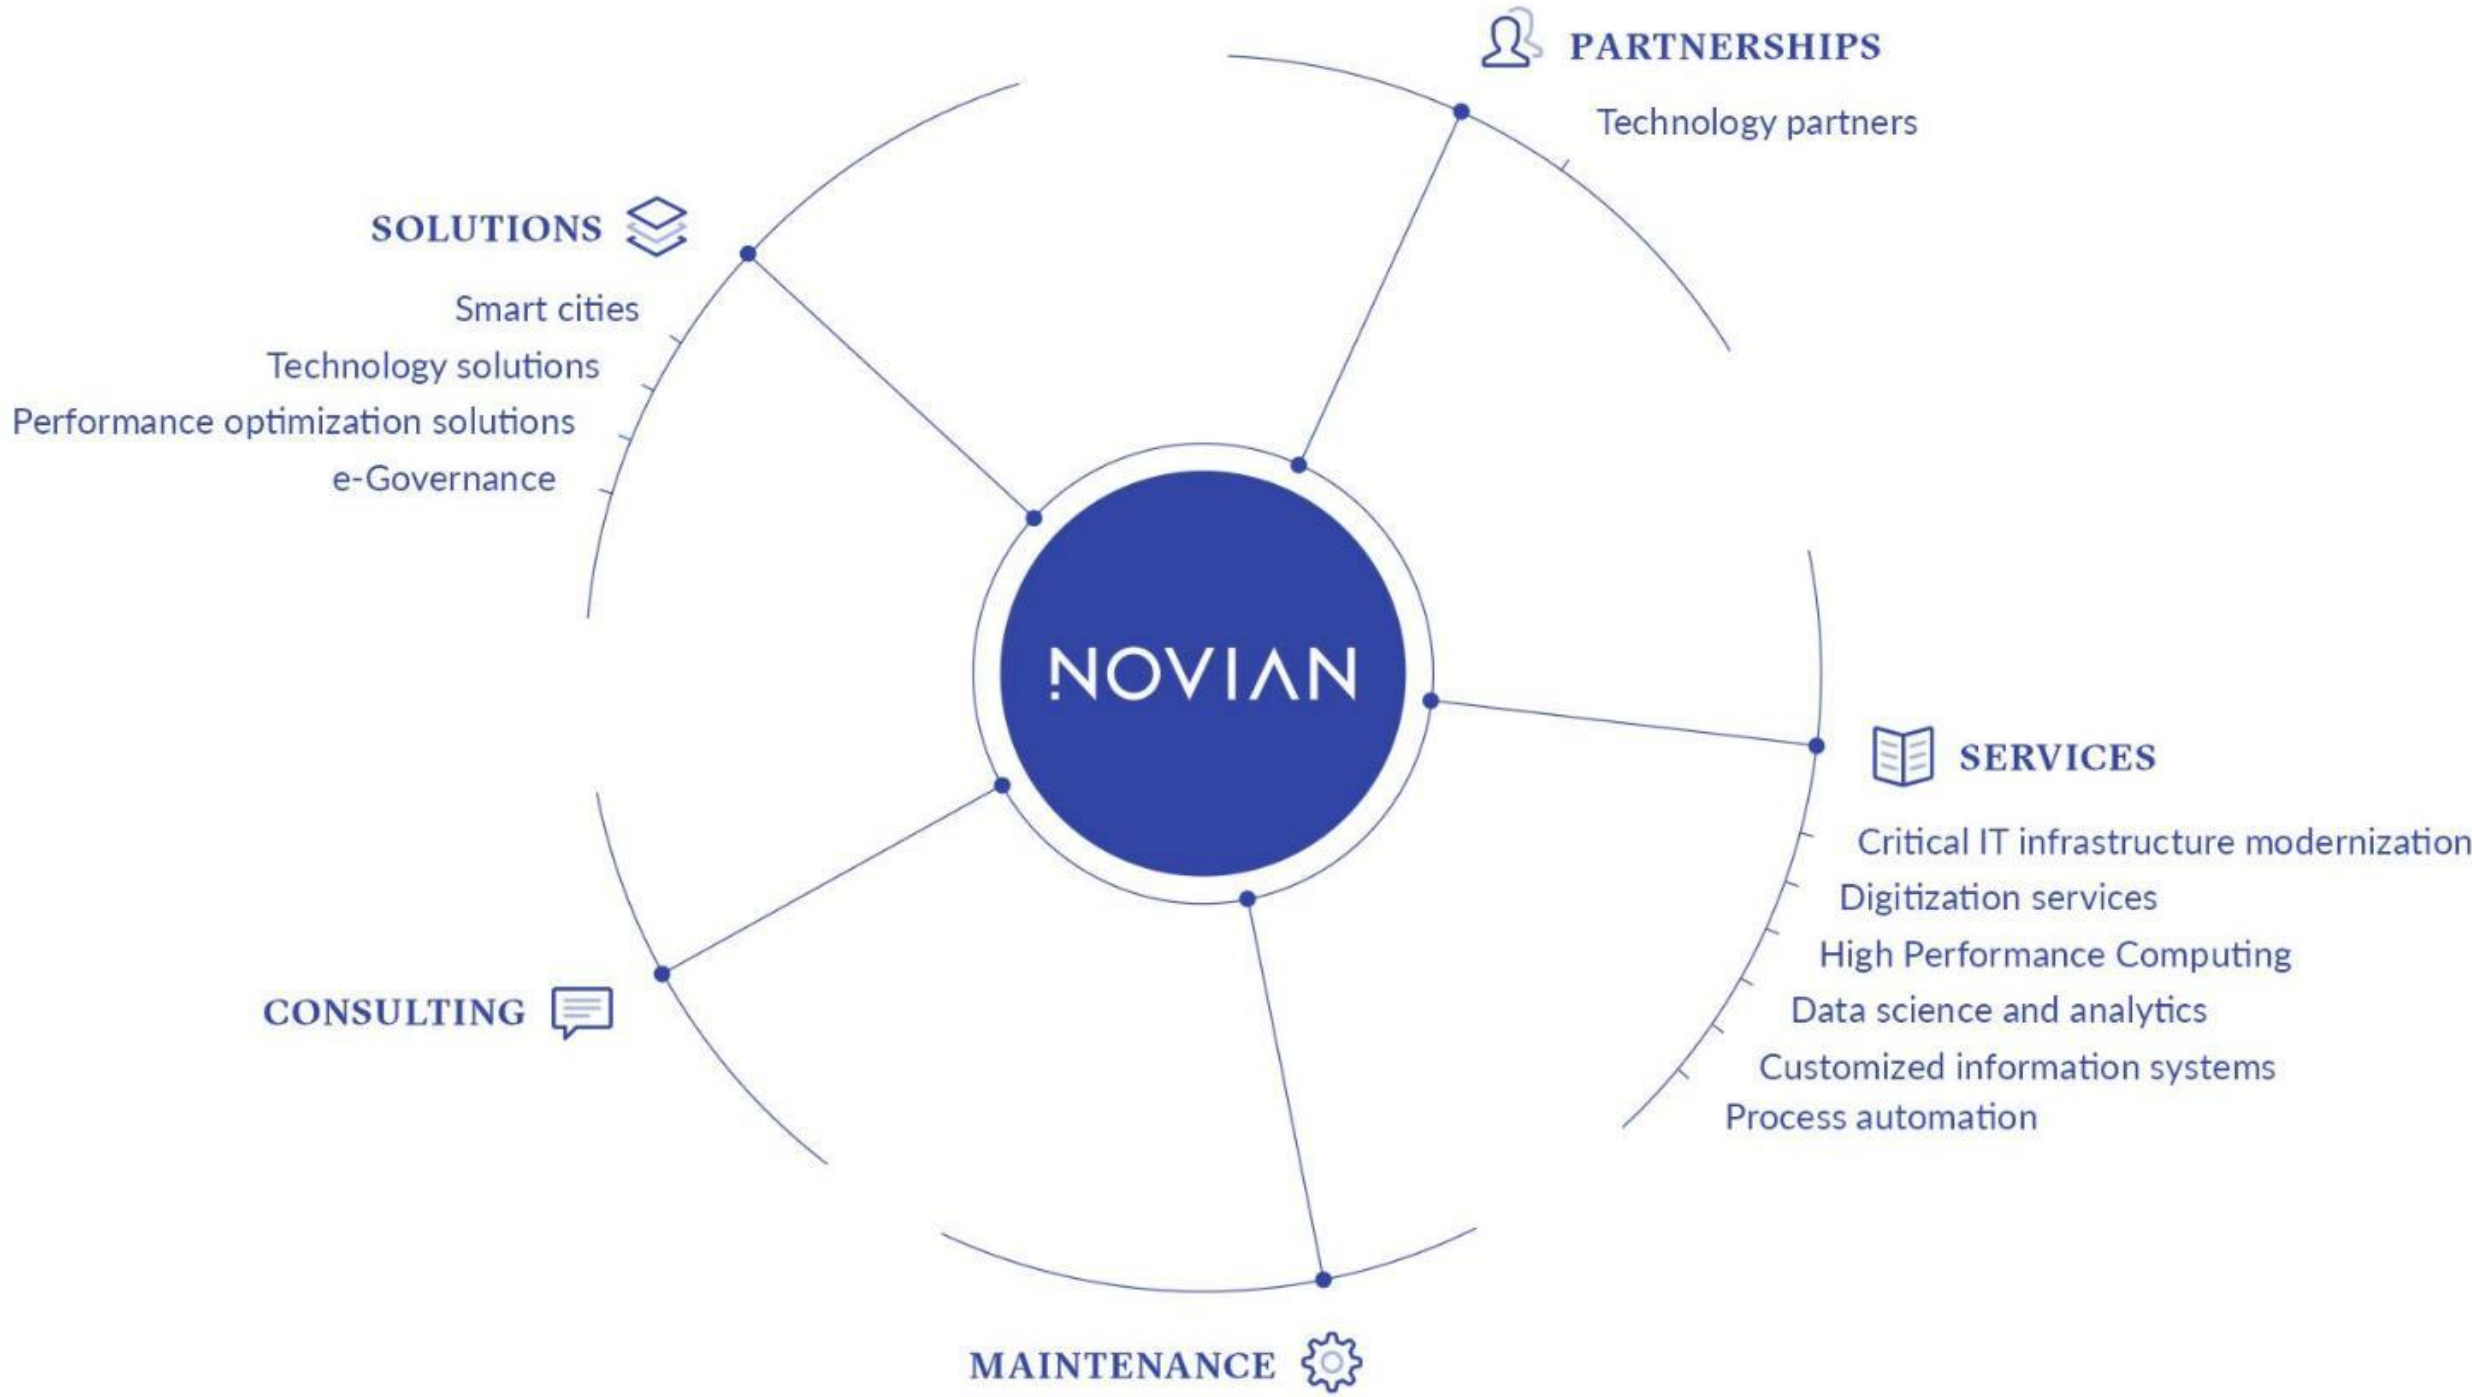 PARTNERSHIPS
Technology partners
SOLUTIONS
Smart cities
Technology solutions
Performance optimization solutions
e-Governance
NOVIAN
SERVICES
Critical IT infrastructure modernization
Digitization services
High Performance Computing
Data science and analytics
Customized information systems
Process automation
CONSULTING
MAINTENANCE